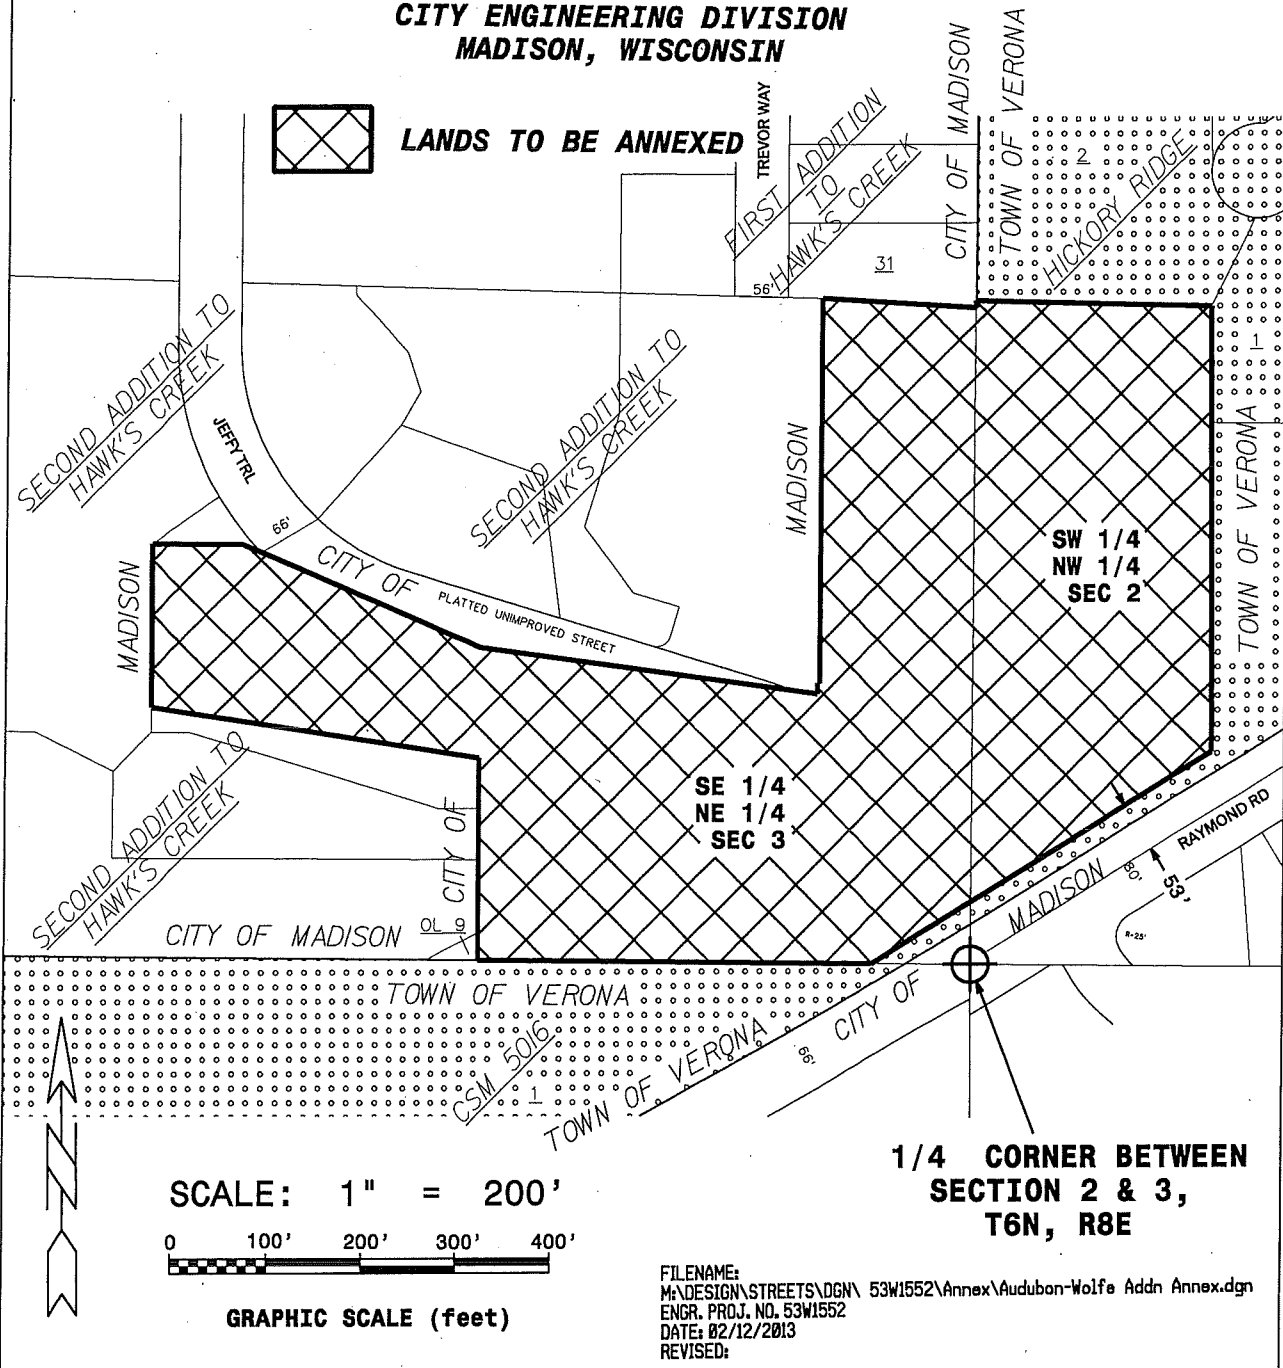 CITY ENGINEERING DIVISION
MADISON, WISCONSIN
LANDS TO BE ANNEXED
TREVOR WAY
FIRST ADDITION
TO
HAWK'S CREEK
CITY OF MADISON
TOWN OF VERONA
2
HICKORY RIDGE
31
56'
1
SECOND ADDITION TO
HAWK'S CREEK
JEFFY TRL
66'
SECOND ADDITION TO
HAWK'S CREEK
MADISON
TOWN OF VERONA
SW 1/4
NW 1/4
SEC 2
MADISON
CITY OF
PLATTED UNIMPROVED STREET
SECOND ADDITION TO
HAWK'S CREEK
CITY OF
SE 1/4
NE 1/4
SEC 3
RAYMOND RD
80'
53'
MADISON
R=25'
CITY OF MADISON
OL 9
TOWN OF VERONA
CITY OF
66'
TOWN OF VERONA
CSM 5016
1
1/4 CORNER BETWEEN
SECTION 2 & 3,
T6N, R8E
SCALE: 1" = 200'
0 100' 200' 300' 400'
GRAPHIC SCALE (feet)
FILENAME:
M:\DESIGN\STREETS\DGN\ 53W1552\Annex\Audubon-Wolfe Addn Annex.dgn
ENGR. PROJ. NO. 53W1552
DATE: 02/12/2013
REVISED:
N